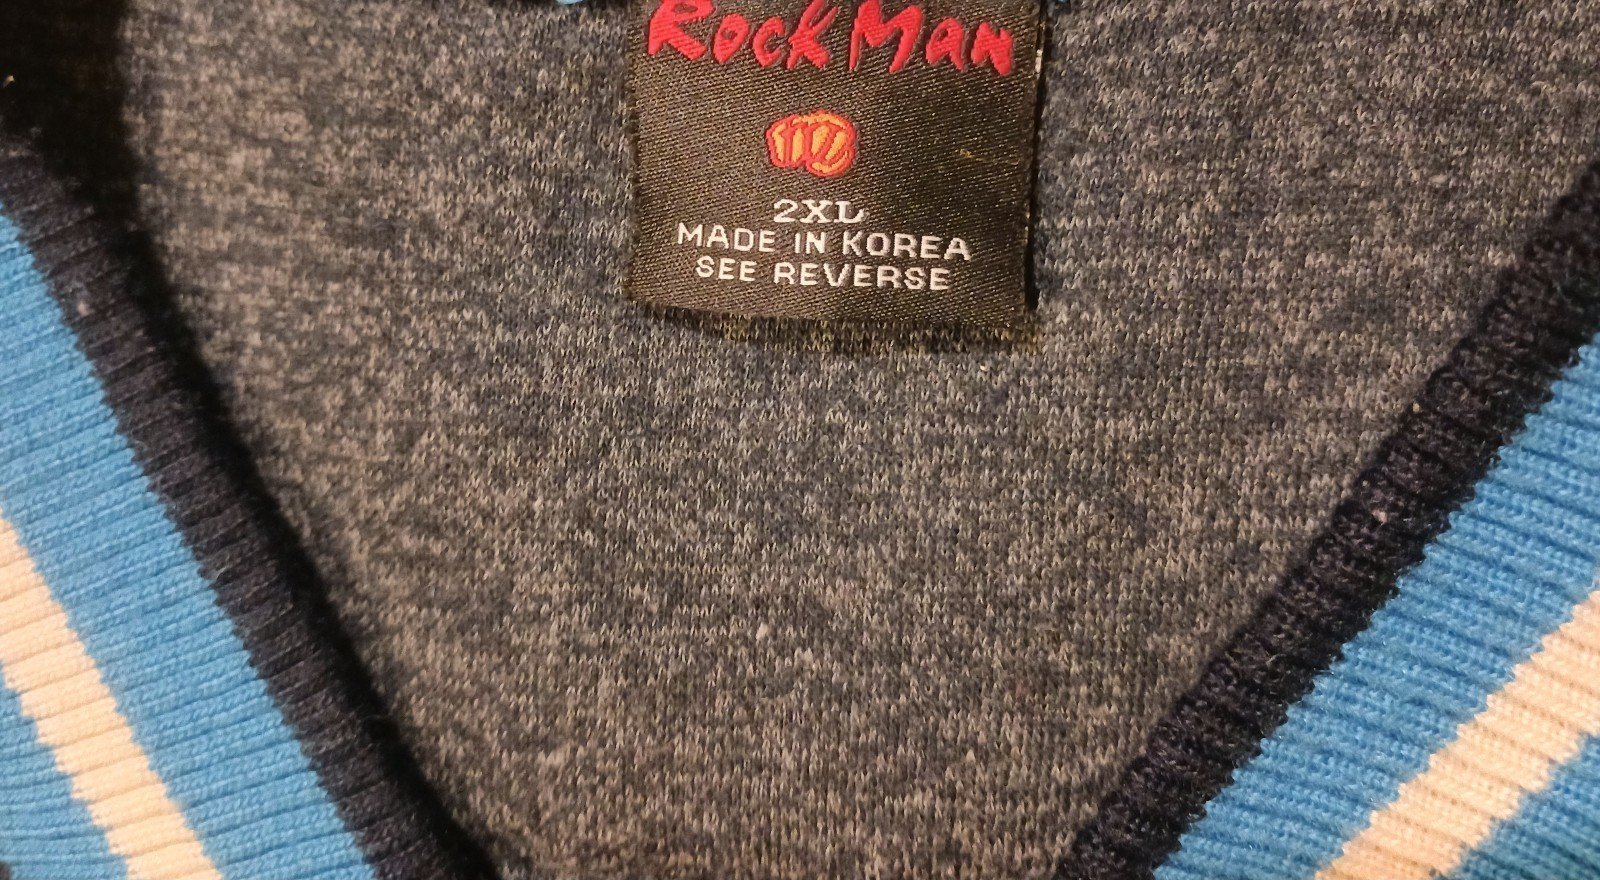 Rock Man
2XL
MADE IN KOREA
SEE REVERSE